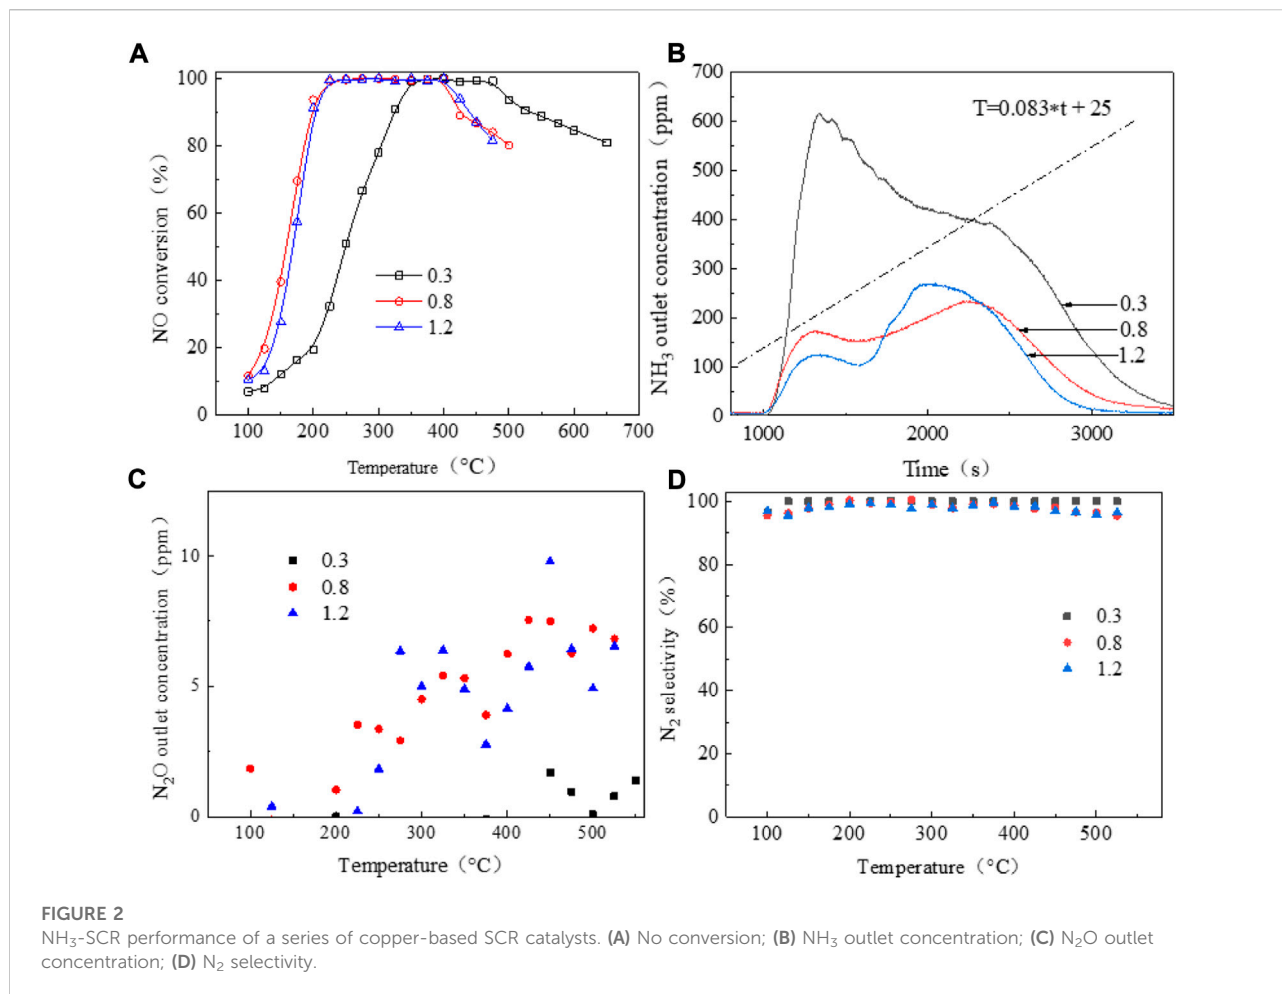 A
NO conversion（%）
100
80
60
40
20
0
0.3
0.8
1.2
100 200 300 400 500 600 700
Temperature（°C）
B
NH₃ outlet concentration（ppm）
700
600
500
400
300
200
100
0
T=0.083*t + 25
0.3
0.8
1.2
1000 2000 3000
Time（s）
C
N₂O outlet concentration（ppm）
10
5
0
0.3
0.8
1.2
100 200 300 400 500
Temperature（°C）
D
N₂ selectivity（%）
100
80
60
40
20
0
0.3
0.8
1.2
100 200 300 400 500
Temperature（°C）
FIGURE 2
NH₃-SCR performance of a series of copper-based SCR catalysts. (A) No conversion; (B) NH₃ outlet concentration; (C) N₂O outlet
concentration; (D) N₂ selectivity.